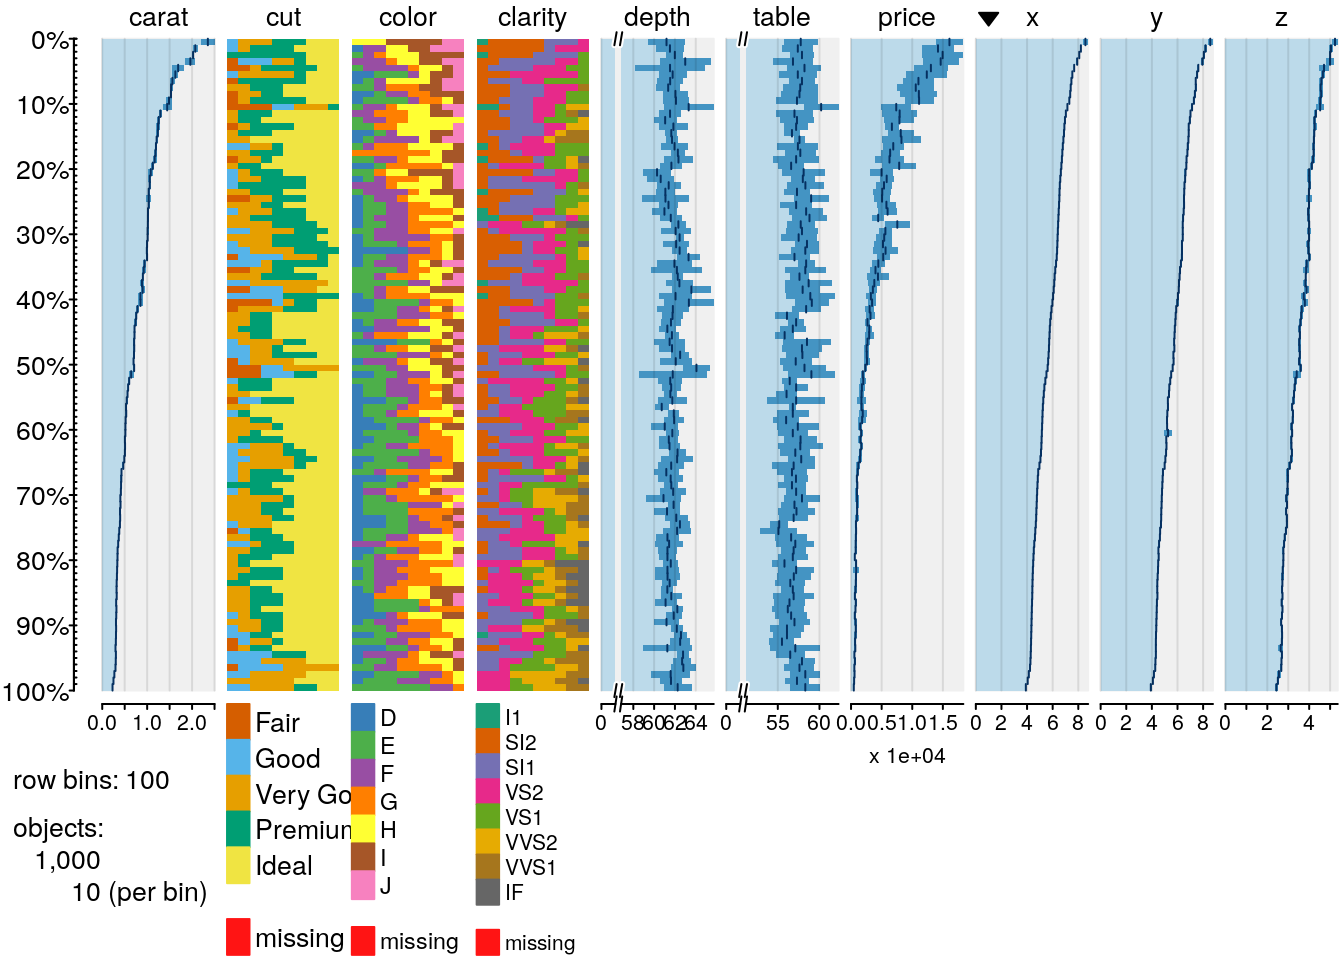 carat cut color clarity depth table price x y z
0%
10%
20%
30%
40%
50%
60%
70%
80%
90%
100%
0.0 1.0 2.0
0 58 60 62 64
0 55 60
0.0 0.5 1.0 1.5
x 1e+04
0 2 4 6 8
0 2 4 6 8
0 2 4
row bins: 100
objects:
1,000
10 (per bin)
Fair
Good
Very Go
Premium
Ideal
missing
D
E
F
G
H
I
J
missing
I1
SI2
SI1
VS2
VS1
VVS2
VVS1
IF
missing